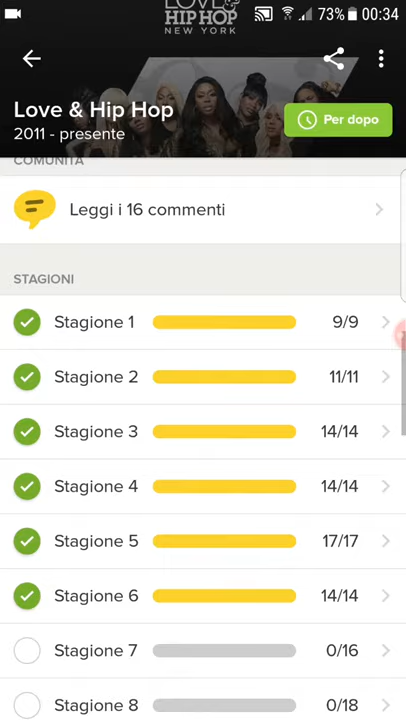 LOVE &
HIP HOP
NEW YORK
73% 00:34
Love & Hip Hop
2011 - presente
Per dopo
COMUNITÀ
Leggi i 16 commenti
STAGIONI
Stagione 1 9/9
Stagione 2 11/11
Stagione 3 14/14
Stagione 4 14/14
Stagione 5 17/17
Stagione 6 14/14
Stagione 7 0/16
Stagione 8 0/18